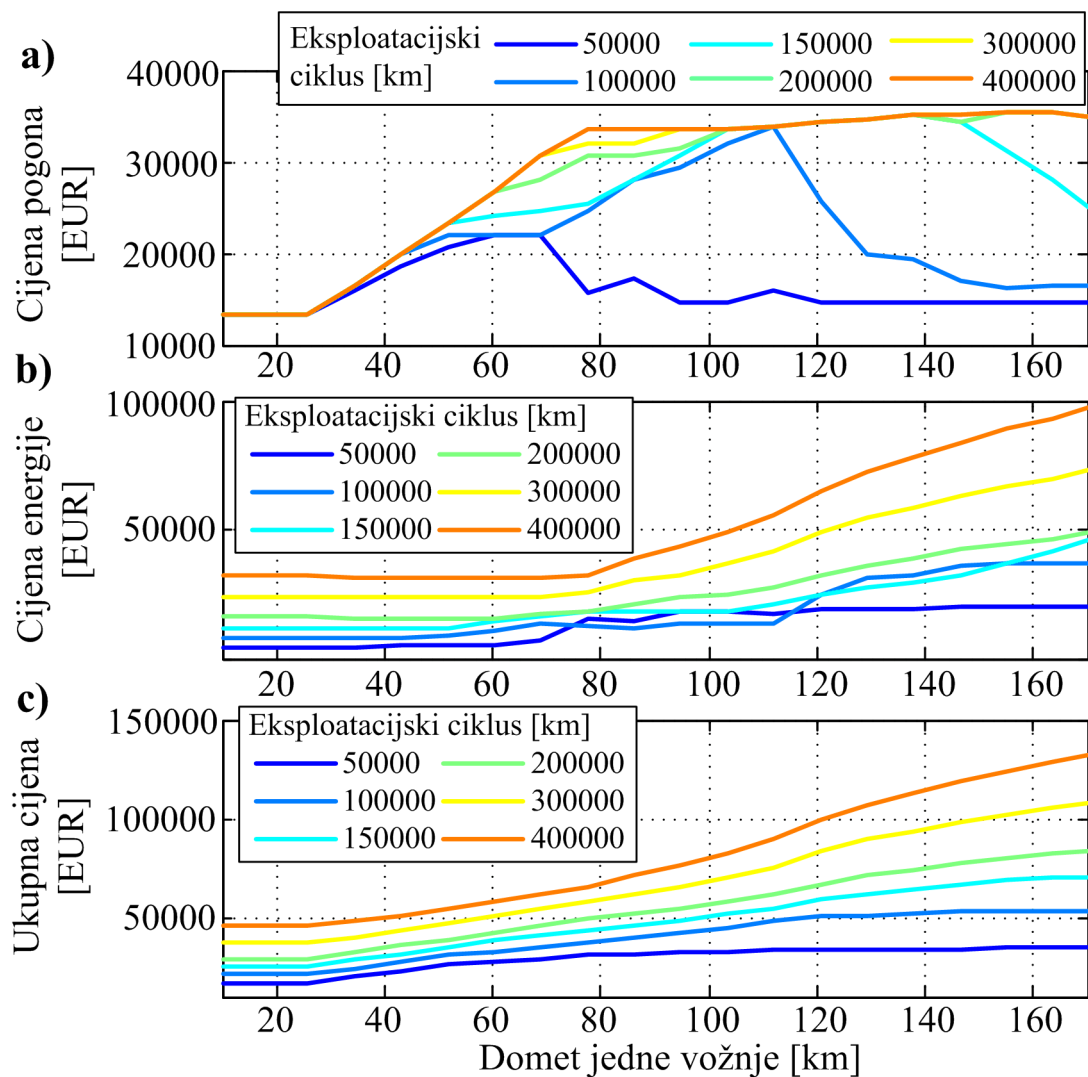 a)
Eksploatacijski
ciklus [km]
50000
150000
300000
100000
200000
400000
Cijena pogona
[EUR]
40000
30000
20000
10000
20 40 60 80 100 120 140 160
b)
Eksploatacijski ciklus [km]
50000 200000
100000 300000
150000 400000
Cijena energije
[EUR]
100000
50000
20 40 60 80 100 120 140 160
c)
Eksploatacijski ciklus [km]
50000 200000
100000 300000
150000 400000
Ukupna cijena
[EUR]
150000
100000
50000
20 40 60 80 100 120 140 160
Domet jedne vožnje [km]